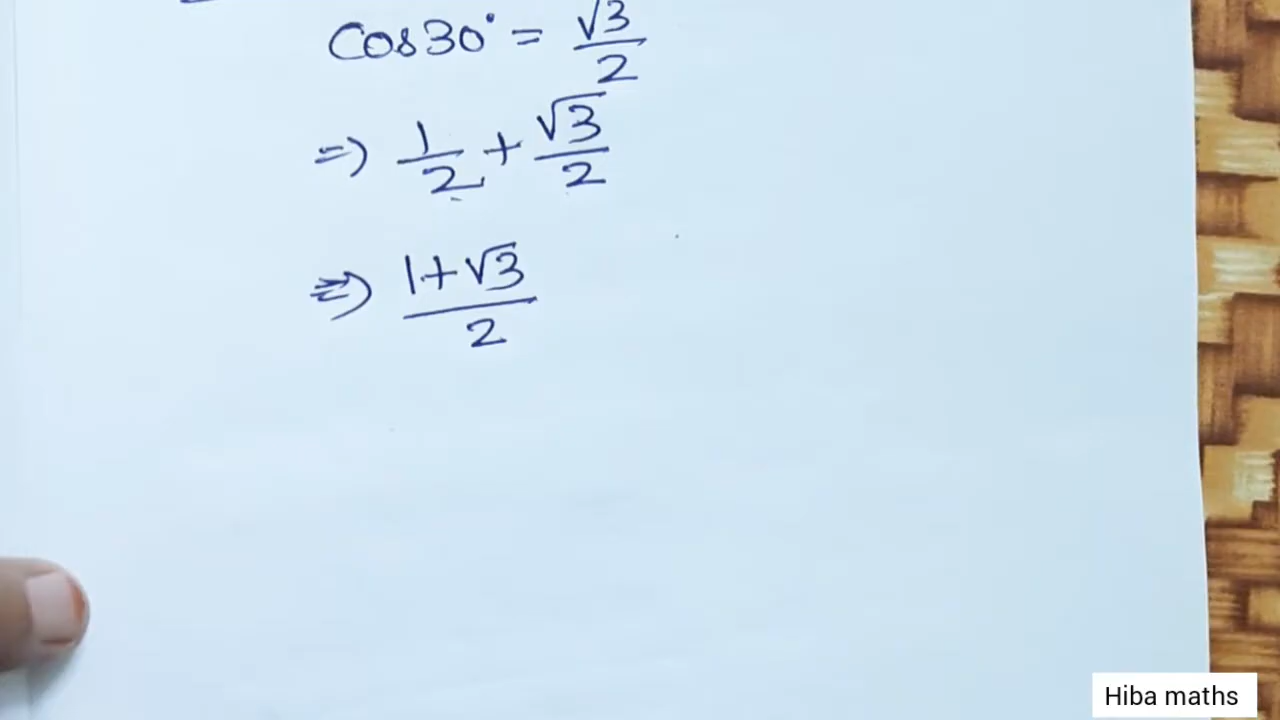 Cos30° = √3/2
=> 1/2 + √3/2
=> 1+√3/2
Hiba maths